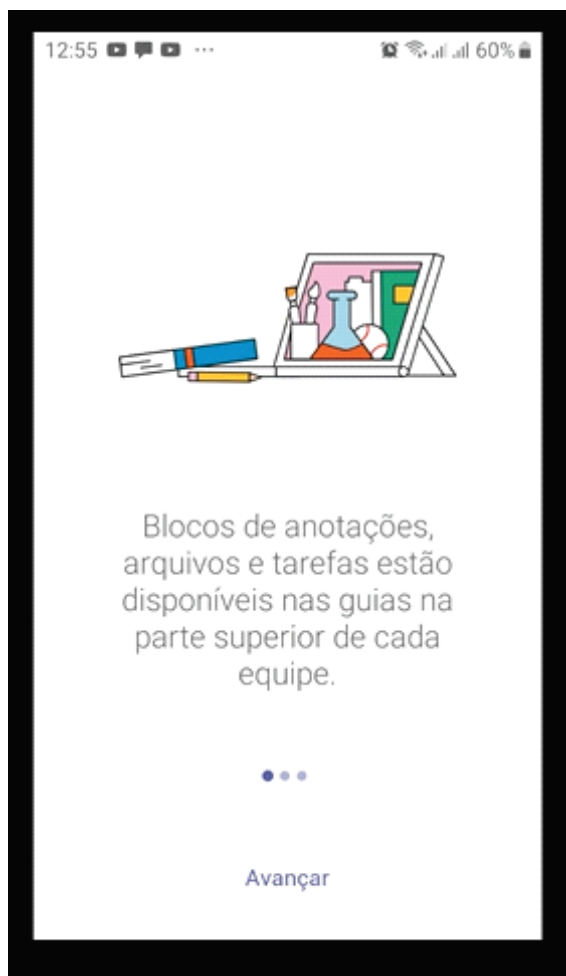 12:55 ... 60%
Blocos de anotações,
arquivos e tarefas estão
disponíveis nas guias na
parte superior de cada
equipe.
Avançar